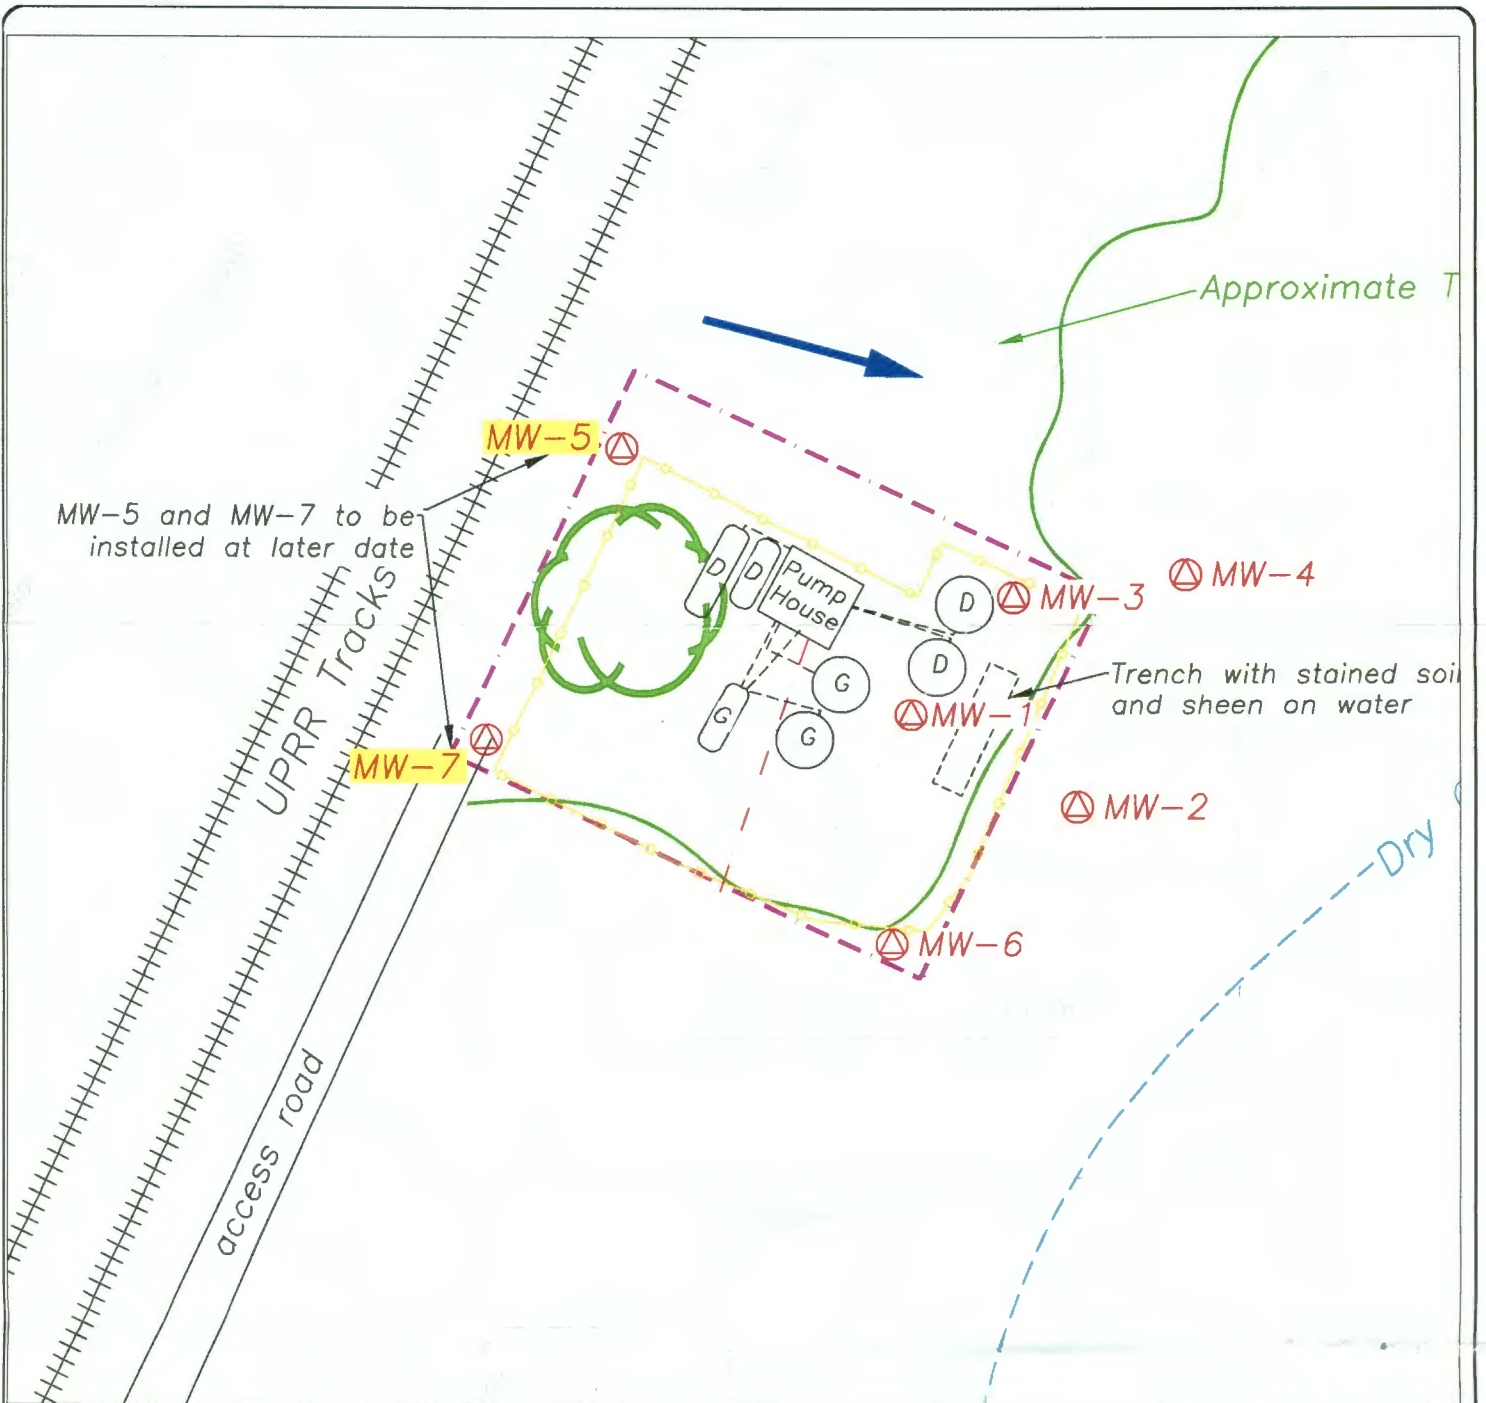 Approximate T
MW-5
MW-5 and MW-7 to be
installed at later date
UPRR Tracks
D
D
Pump
House
D
MW-3
MW-4
D
G
G
G
MW-1
Trench with stained soil
and sheen on water
MW-7
MW-2
Dry
MW-6
access road